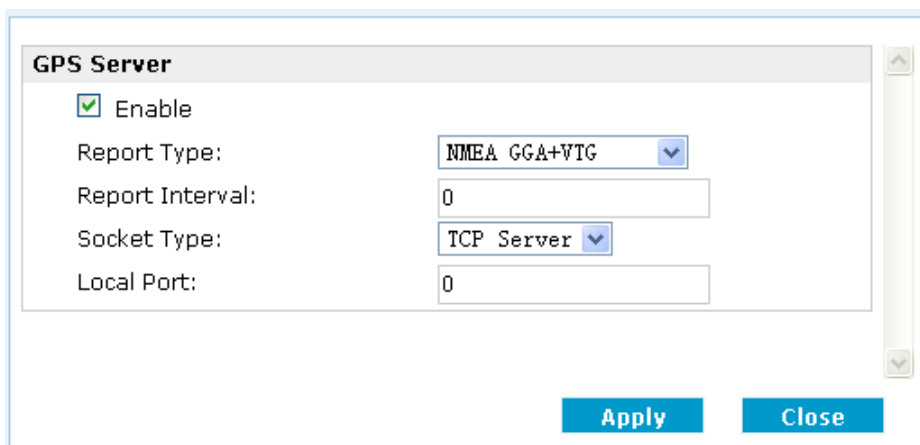 GPS Server
Enable
Report Type: NMEA GGA+VTG
Report Interval: 0
Socket Type: TCP Server
Local Port: 0
Apply Close